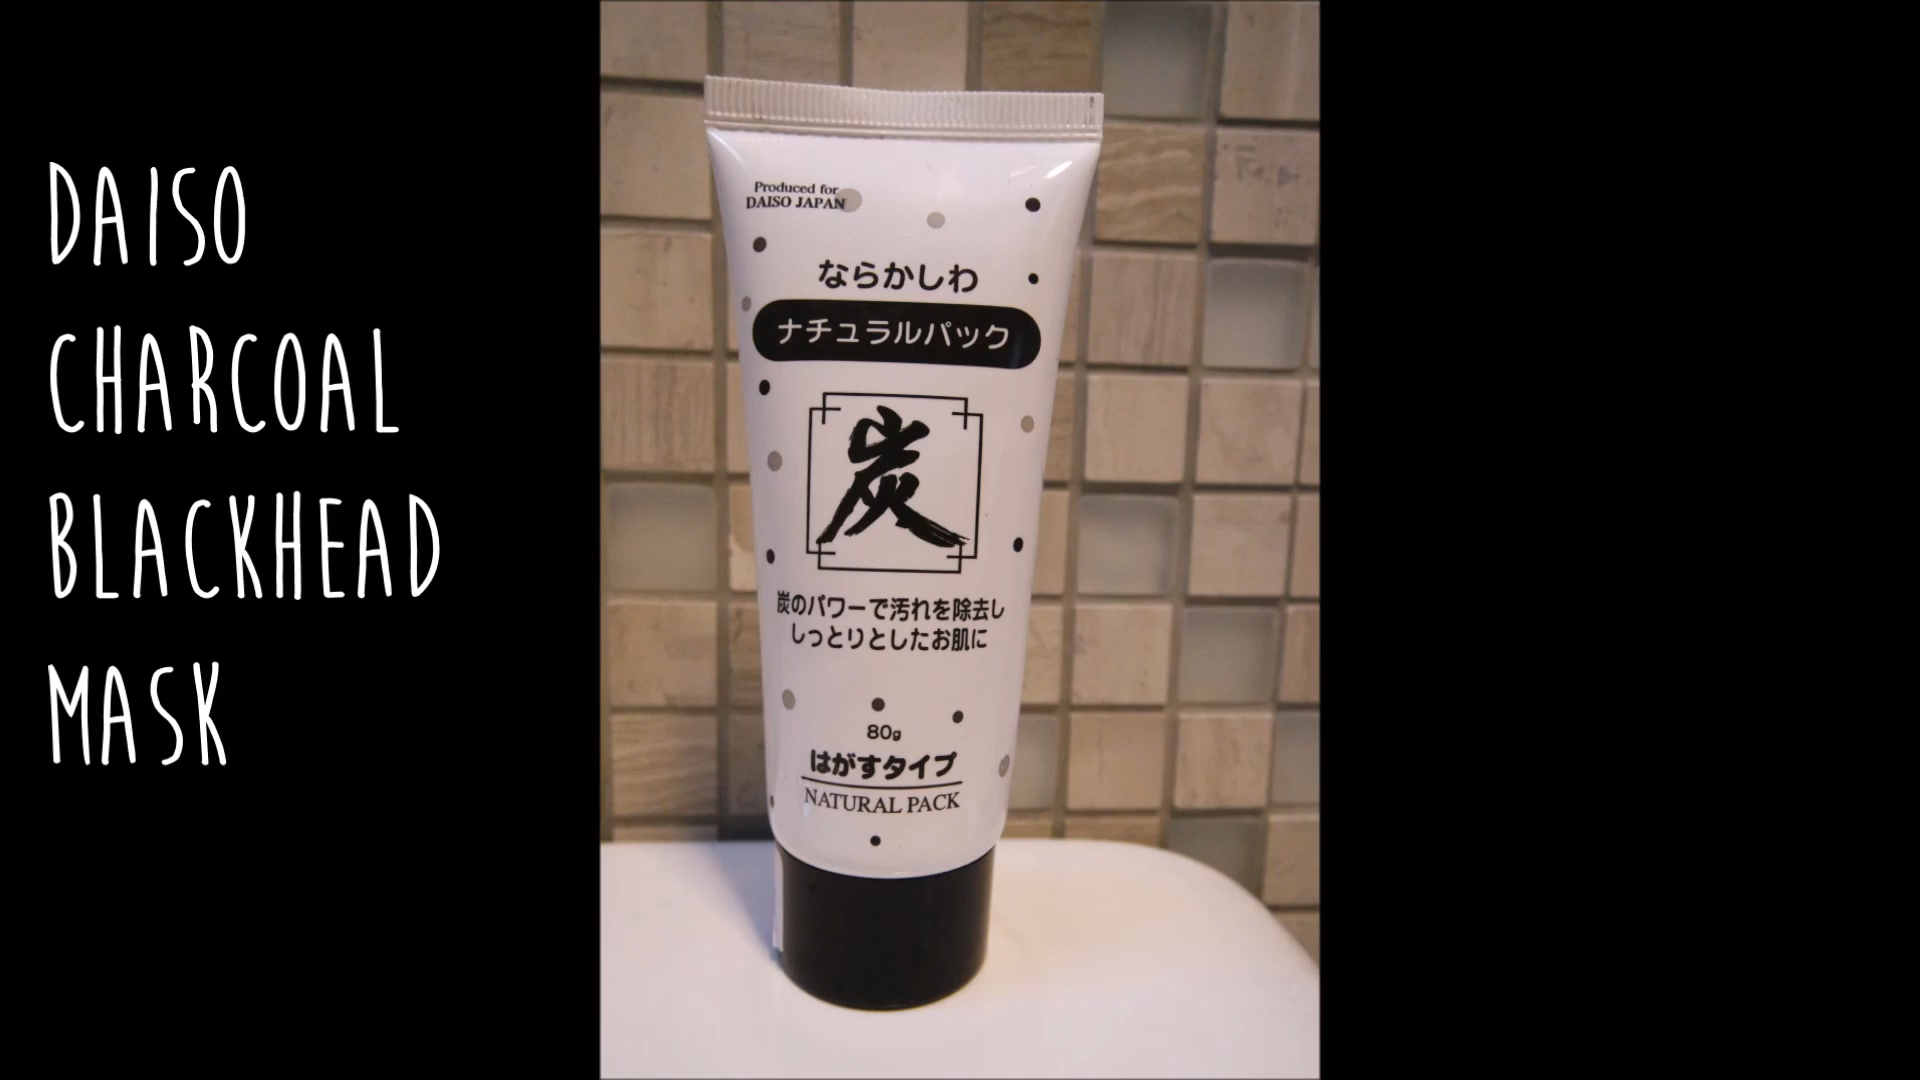 DAISO
CHARCOAL
BLACKHEAD
MASK
Produced for
DAISO JAPAN
ならかしわ
ナチュラルパック
炭
炭のパワーで汚れを除去し
しっとりとしたお肌に
80g
はがすタイプ
NATURAL PACK